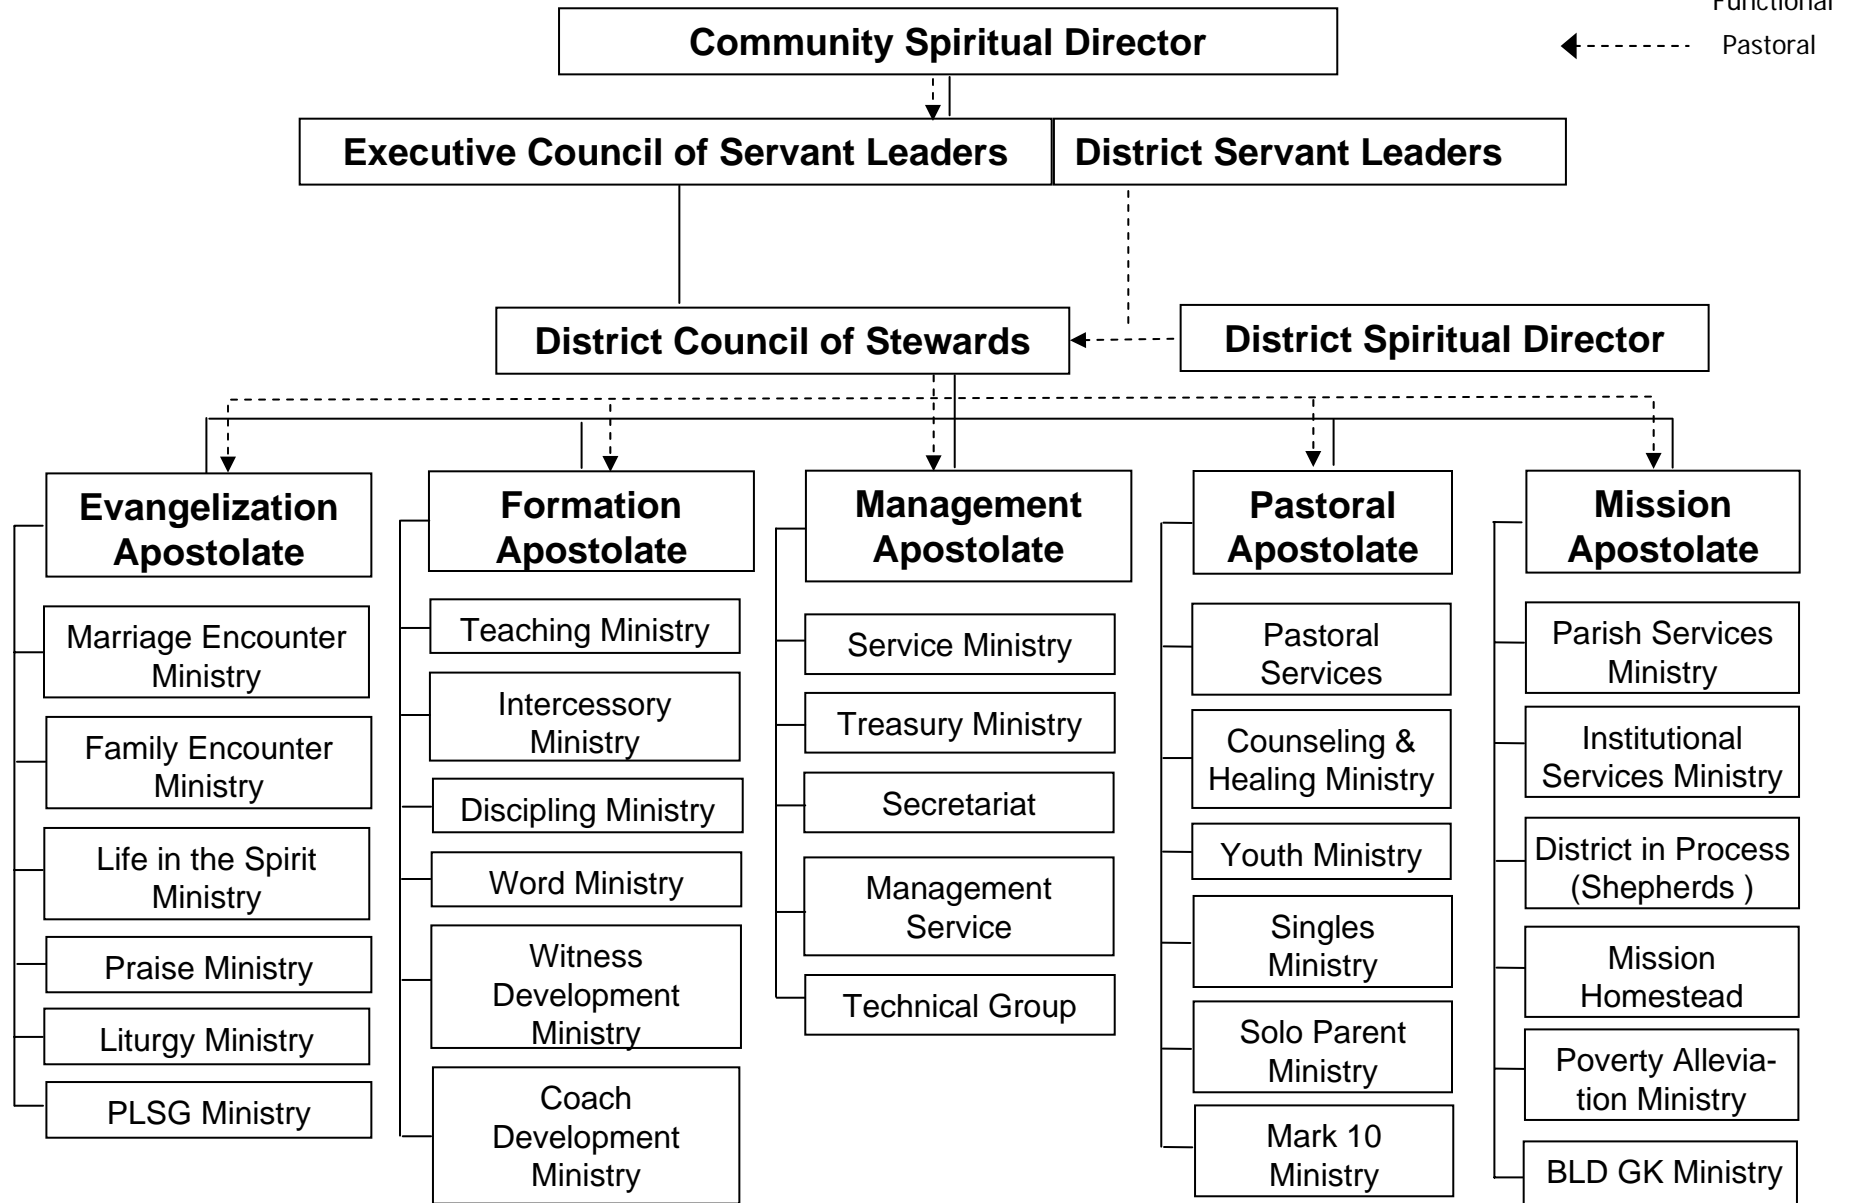 Functional
Pastoral
Community Spiritual Director
Executive Council of Servant Leaders
District Servant Leaders
District Council of Stewards
District Spiritual Director
Evangelization
Apostolate
Marriage Encounter
Ministry
Family Encounter
Ministry
Life in the Spirit
Ministry
Praise Ministry
Liturgy Ministry
PLSG Ministry
Formation
Apostolate
Teaching Ministry
Intercessory
Ministry
Discipling Ministry
Word Ministry
Witness
Development
Ministry
Coach
Development
Ministry
Management
Apostolate
Service Ministry
Treasury Ministry
Secretariat
Management
Service
Technical Group
Pastoral
Apostolate
Pastoral
Services
Counseling &
Healing Ministry
Youth Ministry
Singles
Ministry
Solo Parent
Ministry
Mark 10
Ministry
Mission
Apostolate
Parish Services
Ministry
Institutional
Services Ministry
District in Process
(Shepherds )
Mission
Homestead
Poverty Allevia-
tion Ministry
BLD GK Ministry